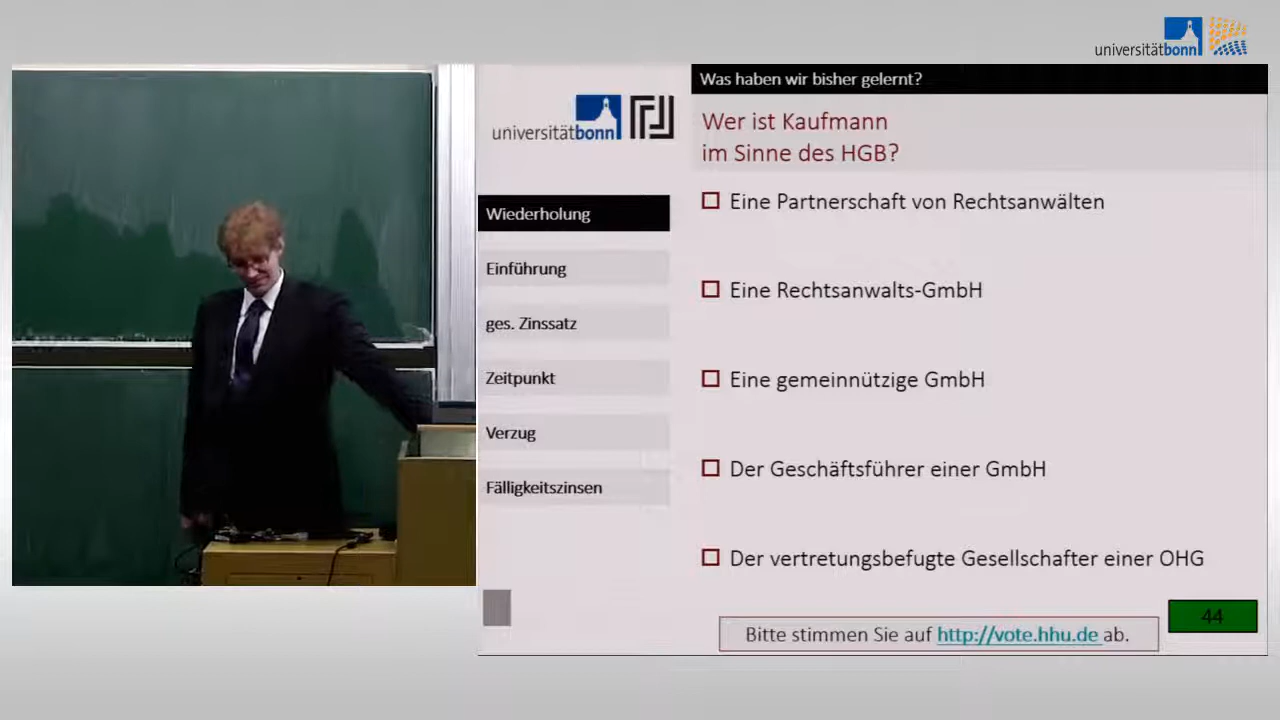 universitätbonn
universitätbonn
Was haben wir bisher gelernt?
Wer ist Kaufmann
im Sinne des HGB?
Wiederholung
Einführung
ges. Zinssatz
Zeitpunkt
Verzug
Fälligkeitszinsen
Eine Partnerschaft von Rechtsanwälten
Eine Rechtsanwalts-GmbH
Eine gemeinnützige GmbH
Der Geschäftsführer einer GmbH
Der vertretungsbefugte Gesellschafter einer OHG
44
Bitte stimmen Sie auf http://vote.hhu.de ab.